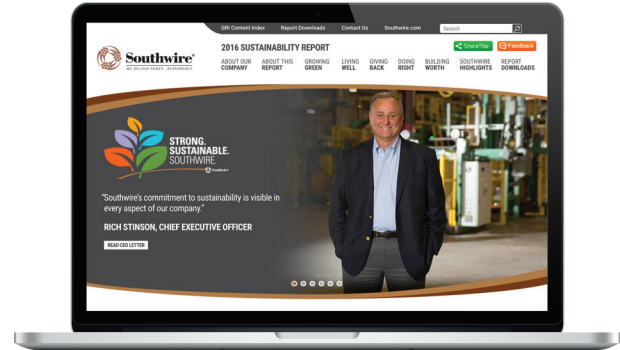 GRI Content Index Report Downloads Contact Us Southwire.com Search
Southwire®
WE DELIVER POWER...RESPONSIBLY®
2016 SUSTAINABILITY REPORT
ShareThis Feedback
ABOUT OUR COMPANY
ABOUT THIS REPORT
GROWING GREEN
LIVING WELL
GIVING BACK
DOING RIGHT
BUILDING WORTH
SOUTHWIRE HIGHLIGHTS
REPORT DOWNLOADS
STRONG.
SUSTAINABLE.
SOUTHWIRE.
Southwire®
"Southwire's commitment to sustainability is visible in
every aspect of our company."
RICH STINSON, CHIEF EXECUTIVE OFFICER
READ CEO LETTER